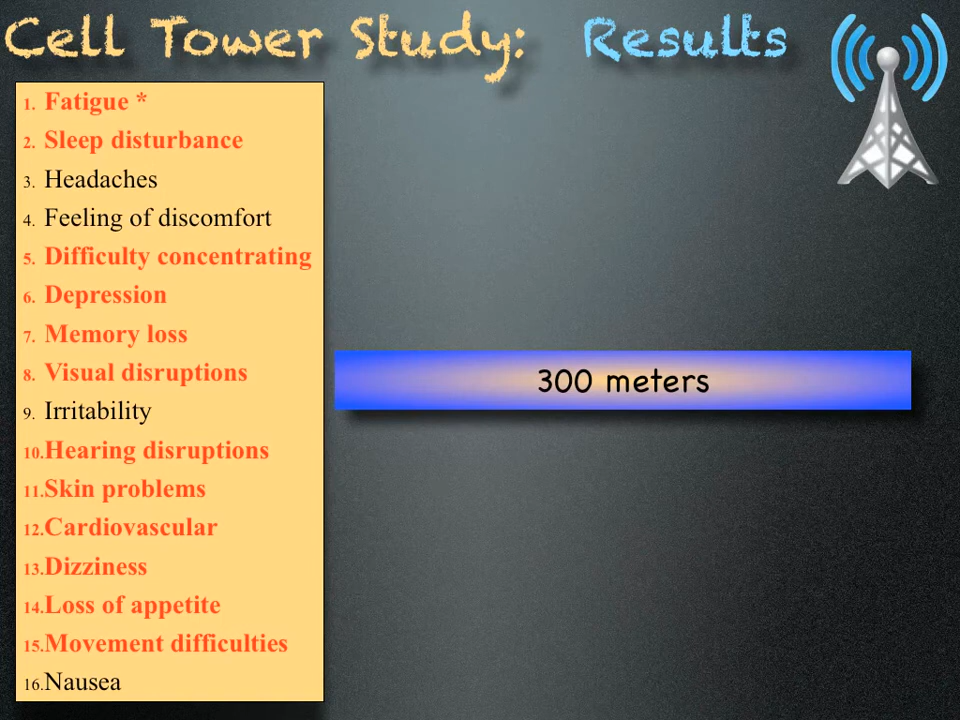 Cell Tower Study: Results
1. Fatigue *
2. Sleep disturbance
3. Headaches
4. Feeling of discomfort
5. Difficulty concentrating
6. Depression
7. Memory loss
8. Visual disruptions
9. Irritability
10.Hearing disruptions
11.Skin problems
12.Cardiovascular
13.Dizziness
14.Loss of appetite
15.Movement difficulties
16.Nausea
300 meters